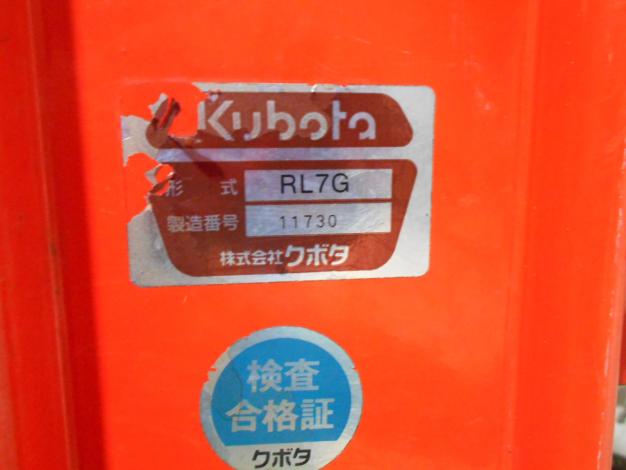 Kubota
形 式 RL7G
製造番号 11730
株式会社クボタ
検査
合格証
クボタ